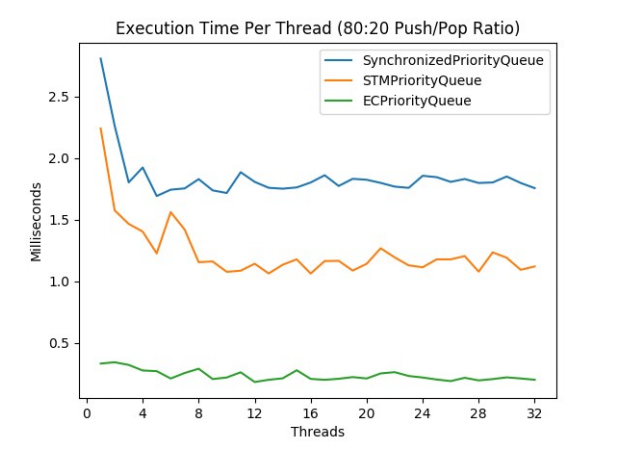 Execution Time Per Thread (80:20 Push/Pop Ratio)
SynchronizedPriorityQueue
STMPriorityQueue
ECPriorityQueue
2.5
2.0
1.5
1.0
0.5
Milliseconds
0 4 8 12 16 20 24 28 32
Threads